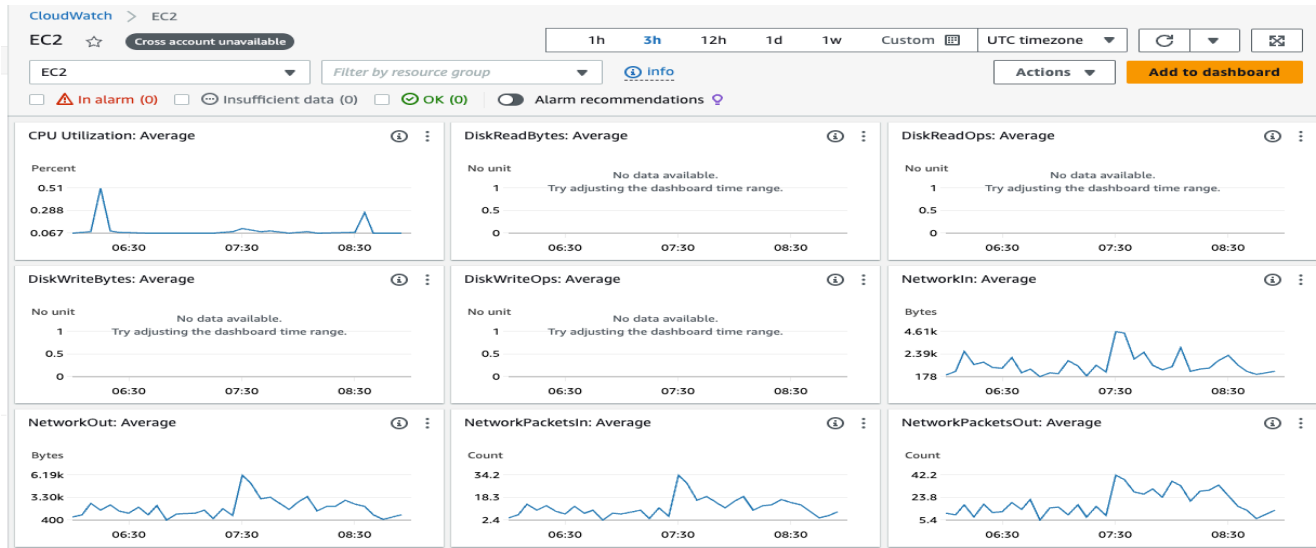 CloudWatch > EC2
EC2 Cross account unavailable 1h 3h 12h 1d 1w Custom UTC timezone
EC2 Filter by resource group info Actions Add to dashboard
In alarm (0) Insufficient data (0) OK (0) Alarm recommendations
CPU Utilization: Average
Percent
0.51
0.288
0.067
06:30 07:30 08:30
DiskReadBytes: Average
No unit
No data available.
Try adjusting the dashboard time range.
1
0.5
0
06:30 07:30 08:30
DiskReadOps: Average
No unit
No data available.
Try adjusting the dashboard time range.
1
0.5
0
06:30 07:30 08:30
DiskWriteBytes: Average
No unit
No data available.
Try adjusting the dashboard time range.
1
0.5
0
06:30 07:30 08:30
DiskWriteOps: Average
No unit
No data available.
Try adjusting the dashboard time range.
1
0.5
0
06:30 07:30 08:30
NetworkIn: Average
Bytes
4.61k
2.39k
178
06:30 07:30 08:30
NetworkOut: Average
Bytes
6.19k
3.30k
400
06:30 07:30 08:30
NetworkPacketsIn: Average
Count
34.2
18.3
2.4
06:30 07:30 08:30
NetworkPacketsOut: Average
Count
42.2
23.8
5.4
06:30 07:30 08:30